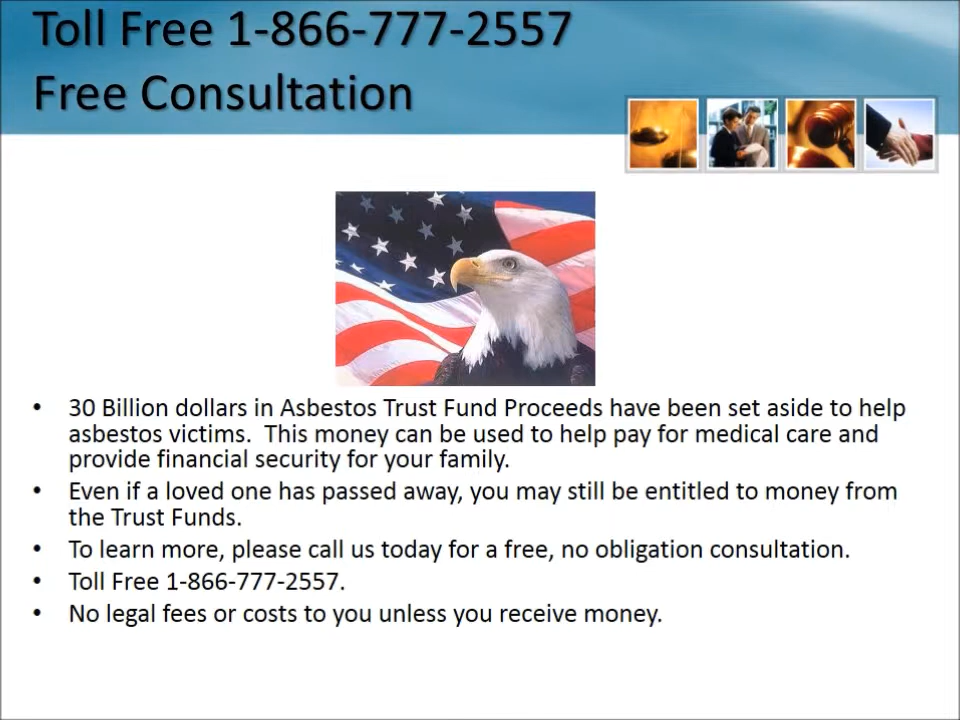 Toll Free 1-866-777-2557
Free Consultation
• 30 Billion dollars in Asbestos Trust Fund Proceeds have been set aside to help
asbestos victims.  This money can be used to help pay for medical care and
provide financial security for your family.
• Even if a loved one has passed away, you may still be entitled to money from
the Trust Funds.
• To learn more, please call us today for a free, no obligation consultation.
• Toll Free 1-866-777-2557.
• No legal fees or costs to you unless you receive money.